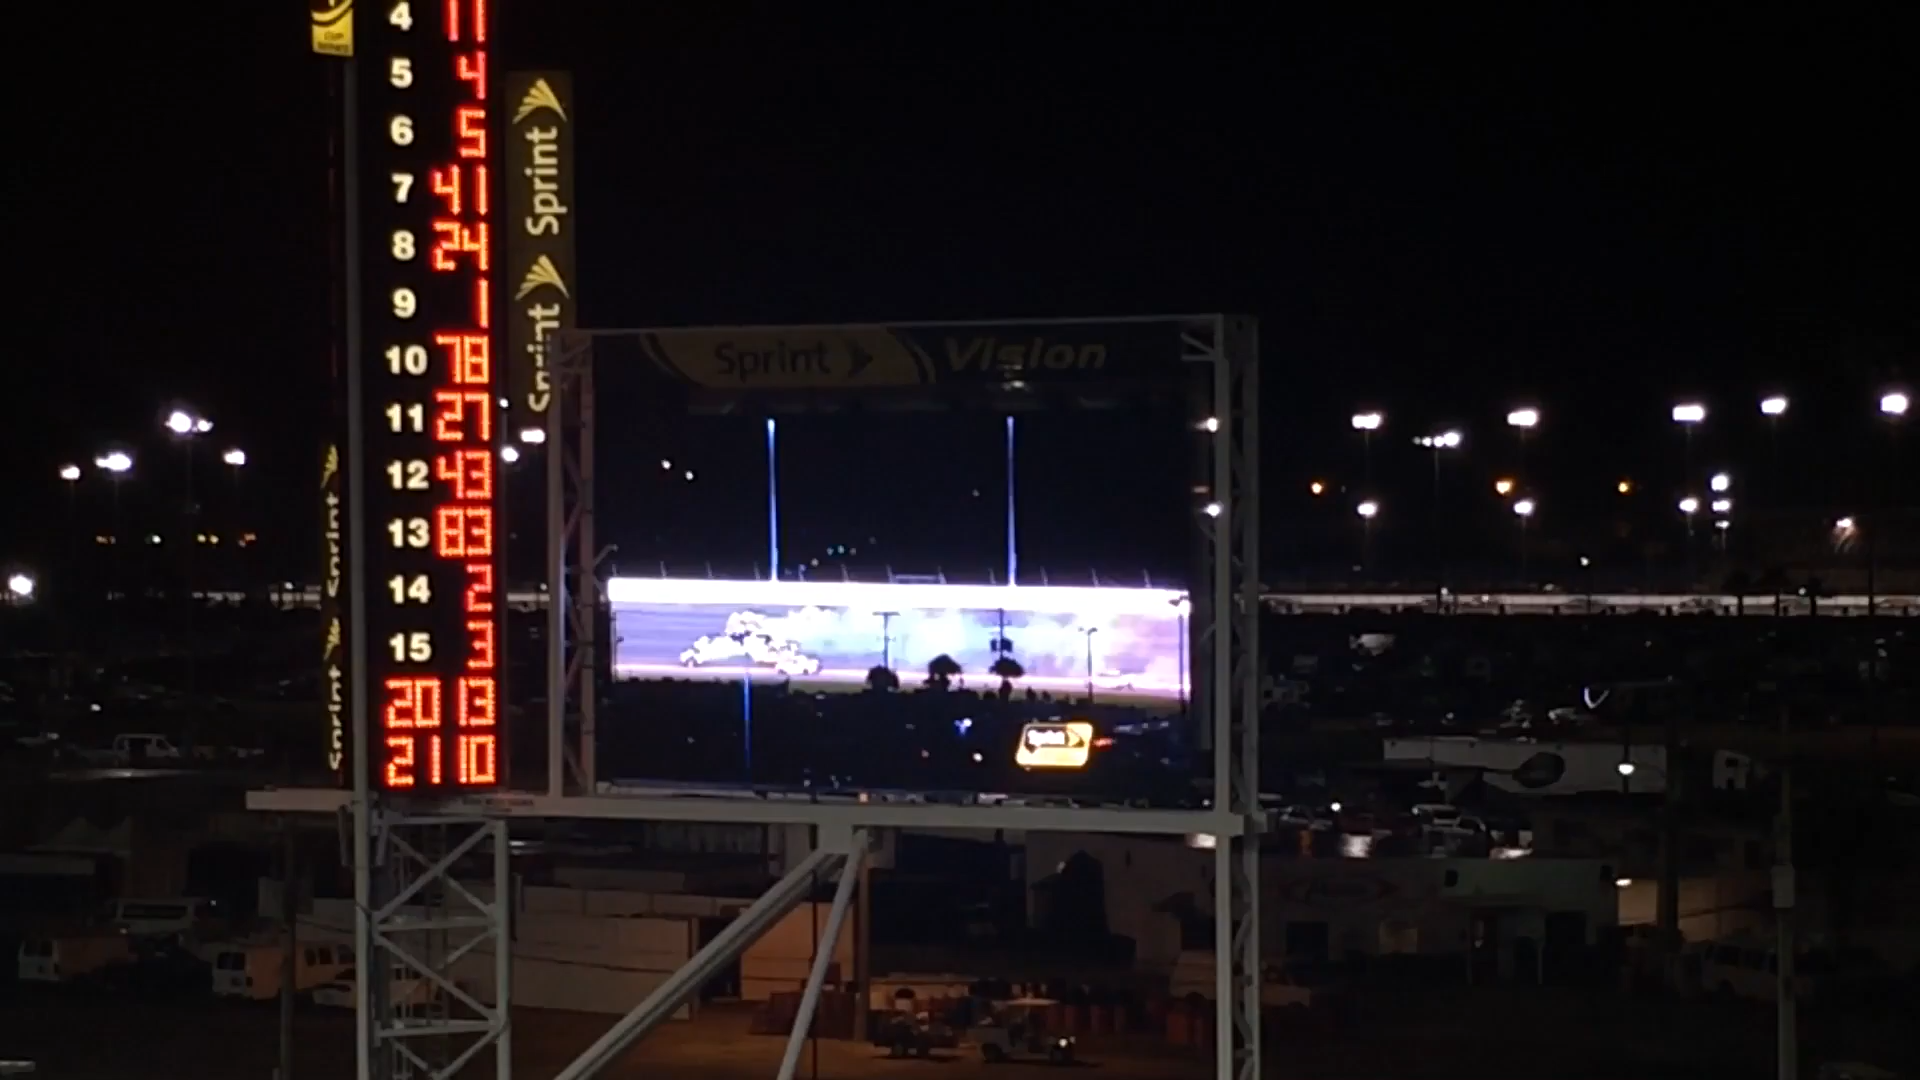 4 11
5 4
6 5
7 41
8 24
9 1
10 78
11 27
12 43
13 83
14 2
15 3
20 13
21 10
Sprint
Sprint
Sprint
Sprint
Sprint Vision
Sprint